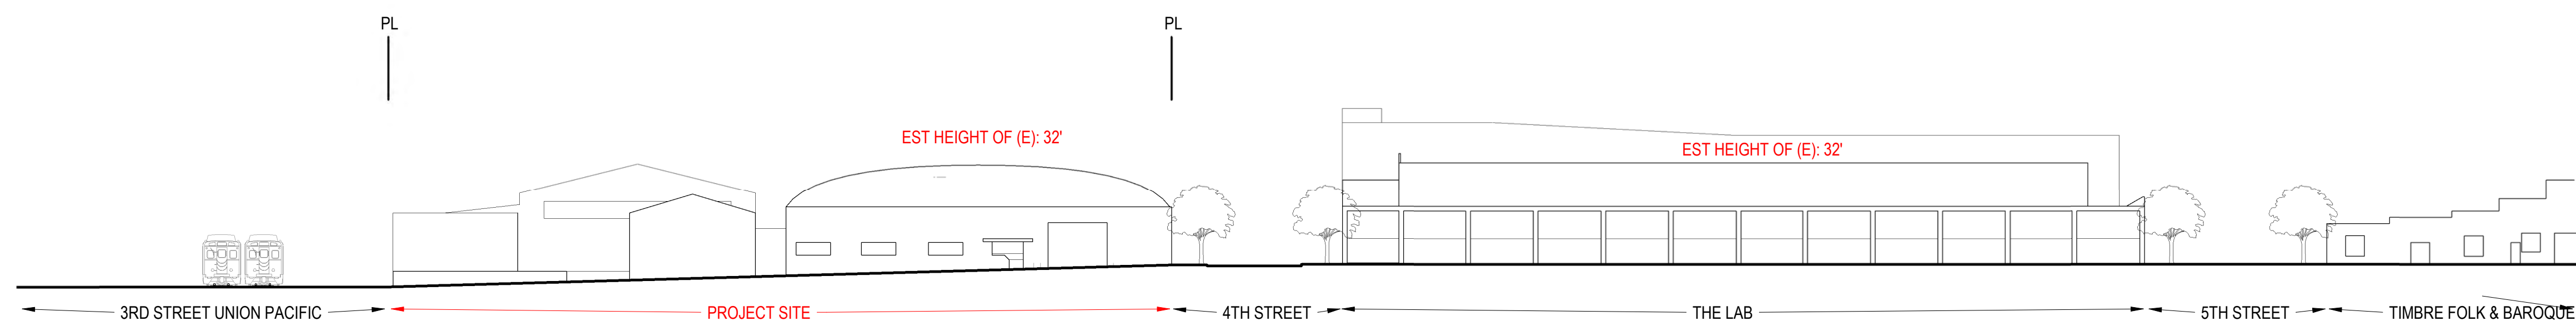 PL
PL
EST HEIGHT OF (E): 32'
EST HEIGHT OF (E): 32'
3RD STREET UNION PACIFIC
PROJECT SITE
4TH STREET
THE LAB
5TH STREET
TIMBRE FOLK & BAROQUE